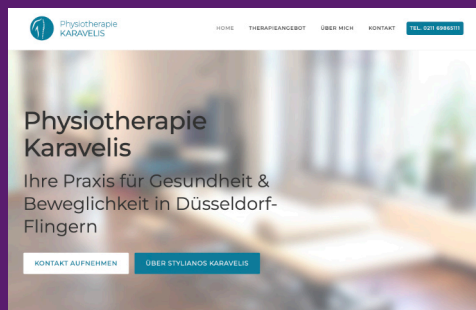 Physiotherapie
KARAVELIS
HOME THERAPIEANGEBOT ÜBER MICH KONTAKT TEL. 0211 69865111
Physiotherapie
Karavelis
Ihre Praxis für Gesundheit &
Beweglichkeit in Düsseldorf-
Flingern
KONTAKT AUFNEHMEN ÜBER STYLIANOS KARAVELIS